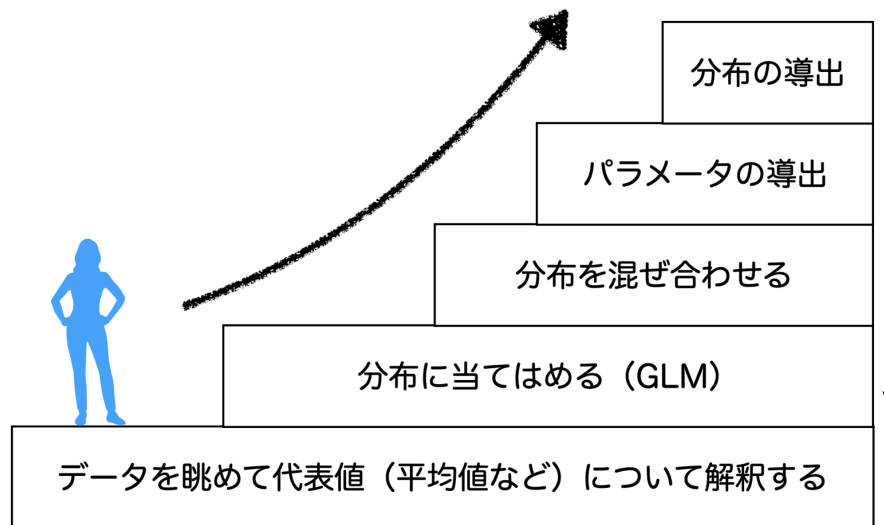 分布の導出
パラメータの導出
分布を混ぜ合わせる
分布に当てはめる（GLM）
データを眺めて代表値（平均値など）について解釈する